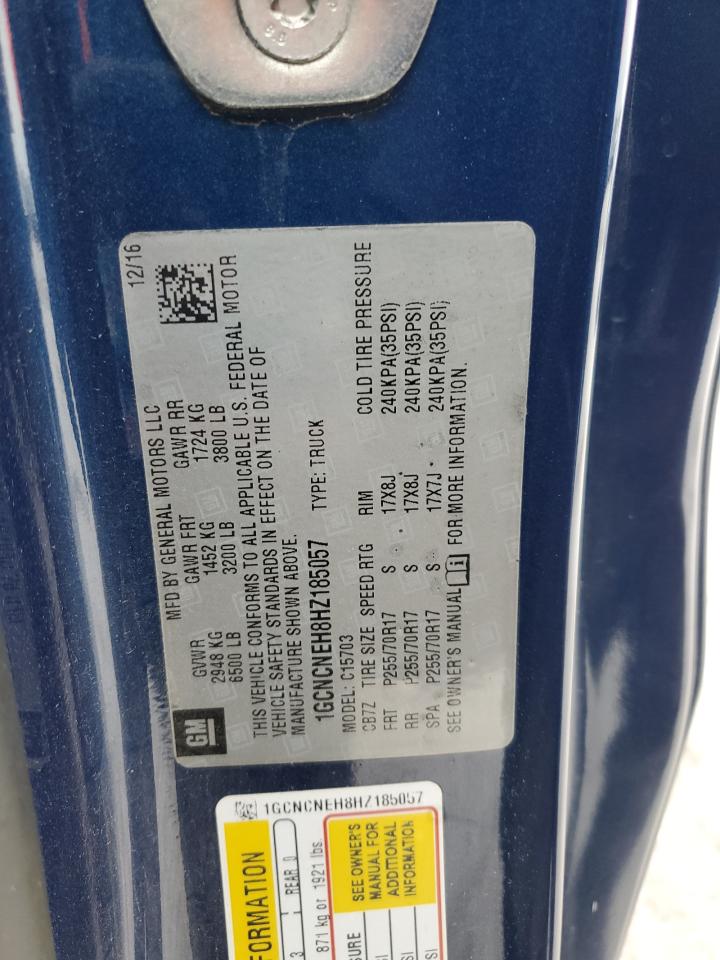 MFD BY GENERAL MOTORS LLC 12/16
GVWR GAWR FRT GAWR RR
2948 KG 1452 KG 1724 KG
6500 LB 3200 LB 3800 LB
THIS VEHICLE CONFORMS TO ALL APPLICABLE U.S. FEDERAL MOTOR
VEHICLE SAFETY STANDARDS IN EFFECT ON THE DATE OF
MANUFACTURE SHOWN ABOVE.
1GCNCNEH8HZ185057 TYPE: TRUCK
MODEL: C15703
CB7Z TIRE SIZE SPEED RTG RIM COLD TIRE PRESSURE
FRT P255/70R17 S 17X8J 240KPA(35PSI)
RR P255/70R17 S 17X8J 240KPA(35PSI)
SPA P255/70R17 S 17X7J 240KPA(35PSI)
SEE OWNER'S MANUAL i FOR MORE INFORMATION.
GM
1GCNCNEH8HZ185057
FORMATION
3 REAR 0
871 kg or 1921 lbs.
SURE SEE OWNER'S
MANUAL FOR
ADDITIONAL
INFORMATION